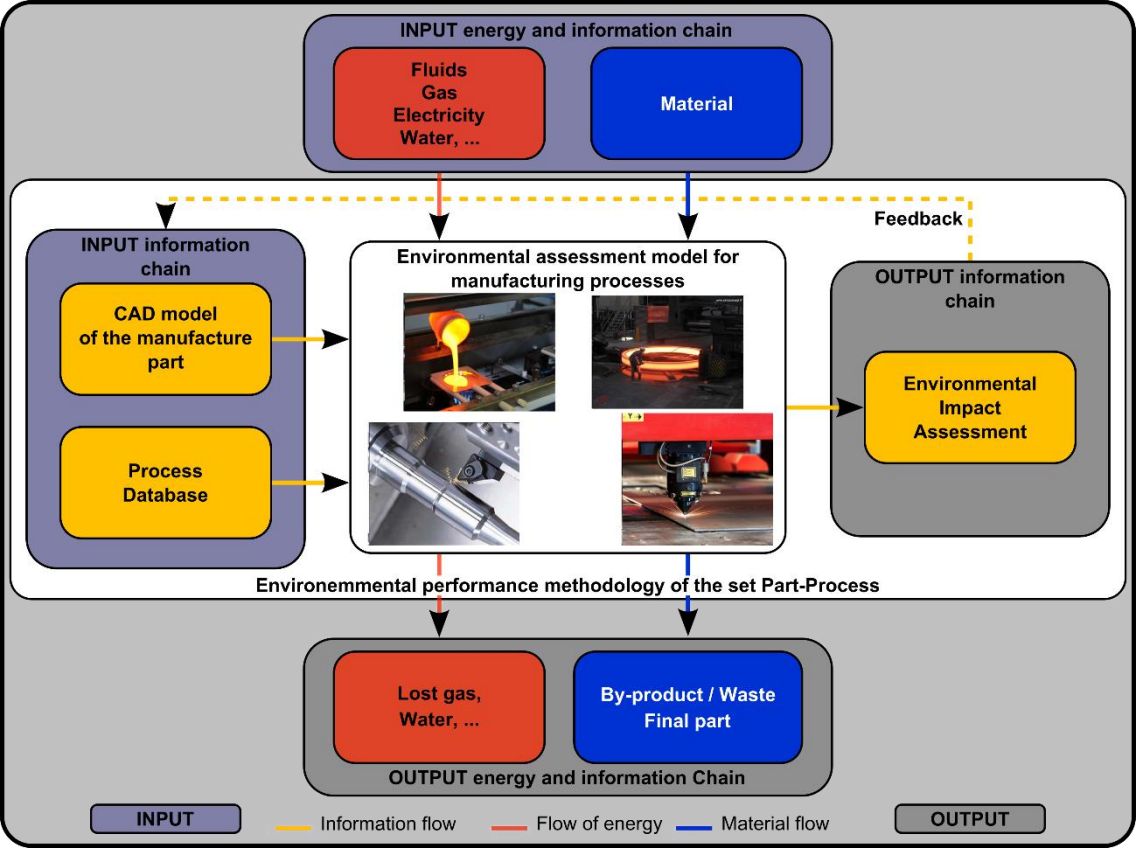 INPUT energy and information chain
Fluids
Gas
Electricity
Water, ...
Material
Feedback
INPUT information
chain
CAD model
of the manufacture
part
Process
Database
Environmental assessment model for
manufacturing processes
Y
OUTPUT information
chain
Environmental
Impact
Assessment
Environemmental performance methodology of the set Part-Process
Lost gas,
Water, ...
By-product / Waste
Final part
OUTPUT energy and information Chain
INPUT
Information flow
Flow of energy
Material flow
OUTPUT